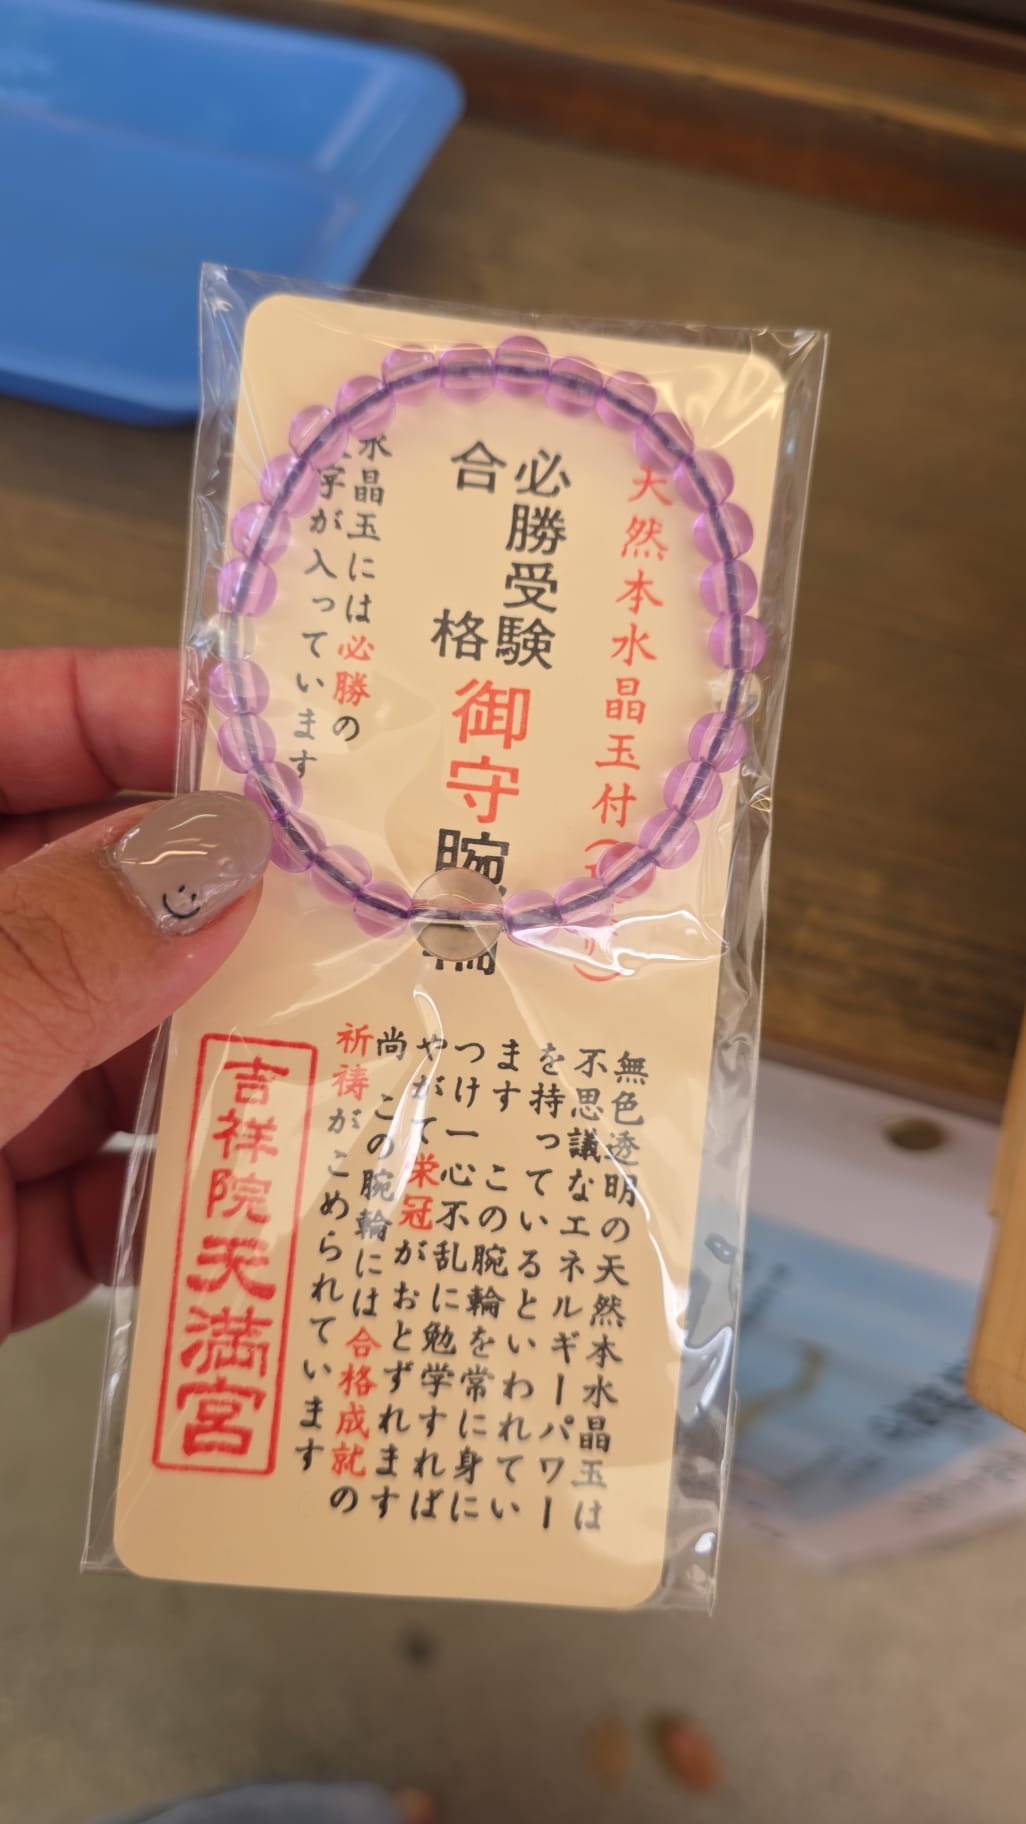 天然本水晶玉付
必勝受験
合格
御守腕輪
水晶玉には必勝の
字が入っています
無色透明の天然本水晶玉は
不思議なエネルギーパワー
を持っているといわれてい
ます この腕輪を常に身に
つけ一心不乱に勉学すれば
やがて栄冠がおとずれます
尚 この腕輪には合格成就の
祈祷がこめられています
吉祥院天満宮